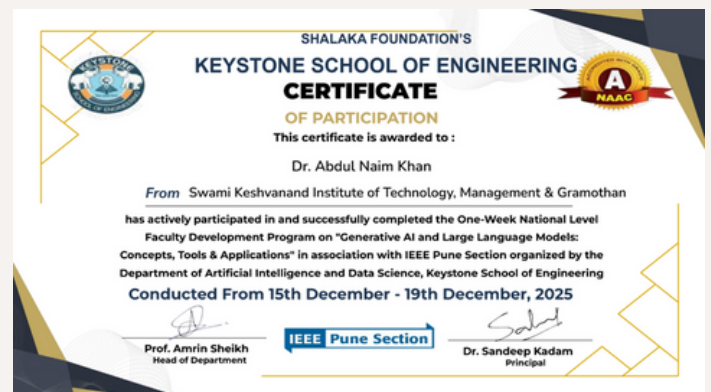 SHALAKA FOUNDATION'S
KEYSTONE SCHOOL OF ENGINEERING
CERTIFICATE
OF PARTICIPATION
This certificate is awarded to :
Dr. Abdul Naim Khan
From Swami Keshvanand Institute of Technology, Management & Gramothan
has actively participated in and successfully completed the One-Week National Level
Faculty Development Program on "Generative AI and Large Language Models:
Concepts, Tools & Applications" in association with IEEE Pune Section organized by the
Department of Artificial Intelligence and Data Science, Keystone School of Engineering
Conducted From 15th December - 19th December, 2025
Prof. Amrin Sheikh
Head of Department
IEEE Pune Section
Dr. Sandeep Kadam
Principal
KEYSTONE
SCHOOL OF ENGINEERING
A
NAAC